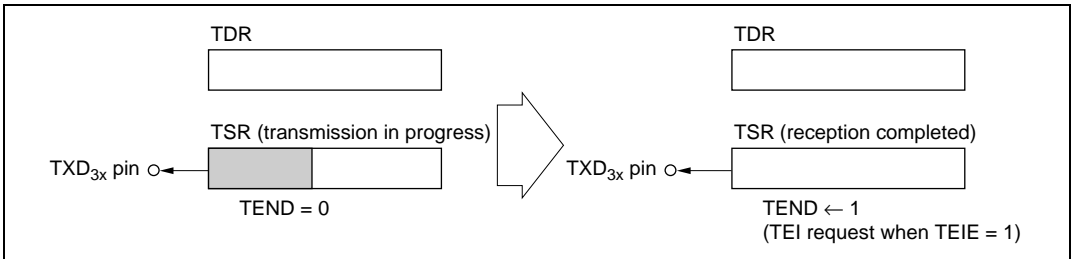 TDR
TSR (transmission in progress)
TXD3x pin
TEND = 0
TDR
TSR (reception completed)
TXD3x pin
TEND ← 1
(TEI request when TEIE = 1)